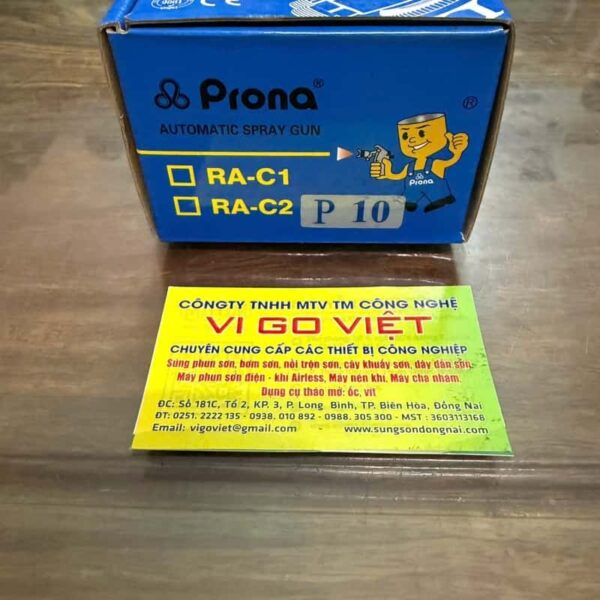 CE
Prona®
®
AUTOMATIC SPRAY GUN
RA-C1
RA-C2
P 10
Prona
CÔNGTY TNHH MTV TM CÔNG NGHỆ
VI GO VIỆT
CHUYÊN CUNG CẤP CÁC THIẾT BỊ CÔNG NGHIỆP
Súng phun sơn, bơm sơn, nồi trộn sơn, cây khuấy sơn, dây dẫn sơn,
Máy phun sơn điện - khí Airless, Máy nén khí, Máy chà nhám,
Dụng cụ tháo mở: ốc, vít
ĐC: Số 181C, Tổ 2, KP. 3, P. Long Bình, TP. Biên Hòa, Đồng Nai
ĐT: 0251. 2222 135 - 0938. 010 892 - 0988. 305 300 - MST : 3603113168
Email: vigoviet@gmail.com www.sungsondongnai.com